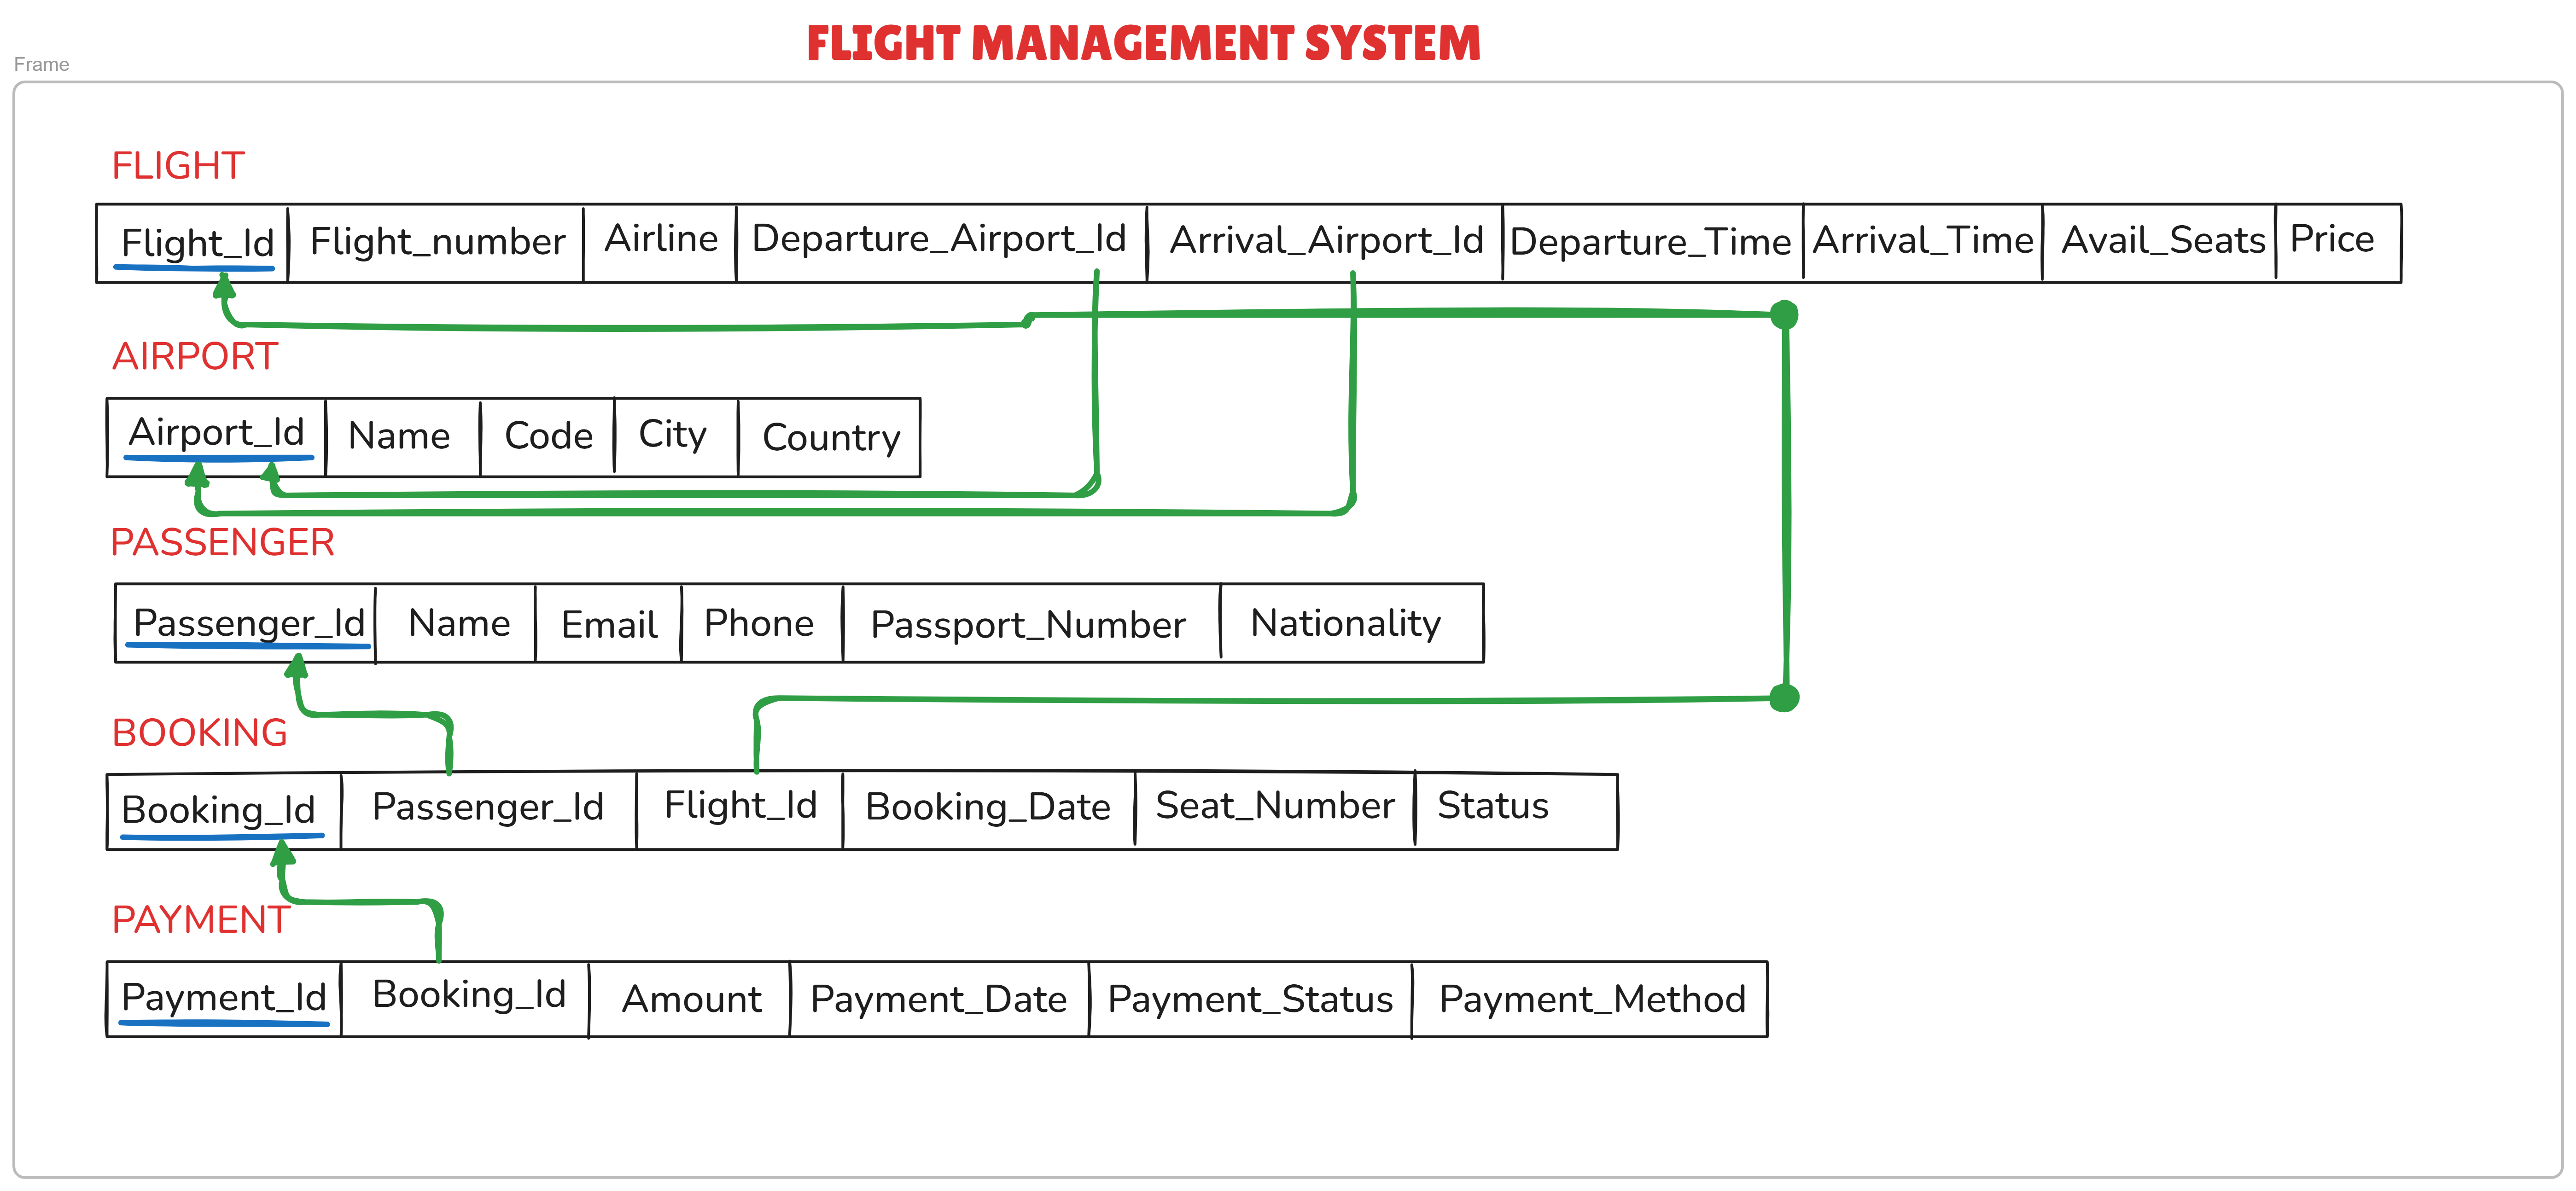 FLIGHT MANAGEMENT SYSTEM
Frame
FLIGHT
Flight_Id Flight_number Airline Departure_Airport_Id Arrival_Airport_Id Departure_Time Arrival_Time Avail_Seats Price
AIRPORT
Airport_Id Name Code City Country
PASSENGER
Passenger_Id Name Email Phone Passport_Number Nationality
BOOKING
Booking_Id Passenger_Id Flight_Id Booking_Date Seat_Number Status
PAYMENT
Payment_Id Booking_Id Amount Payment_Date Payment_Status Payment_Method